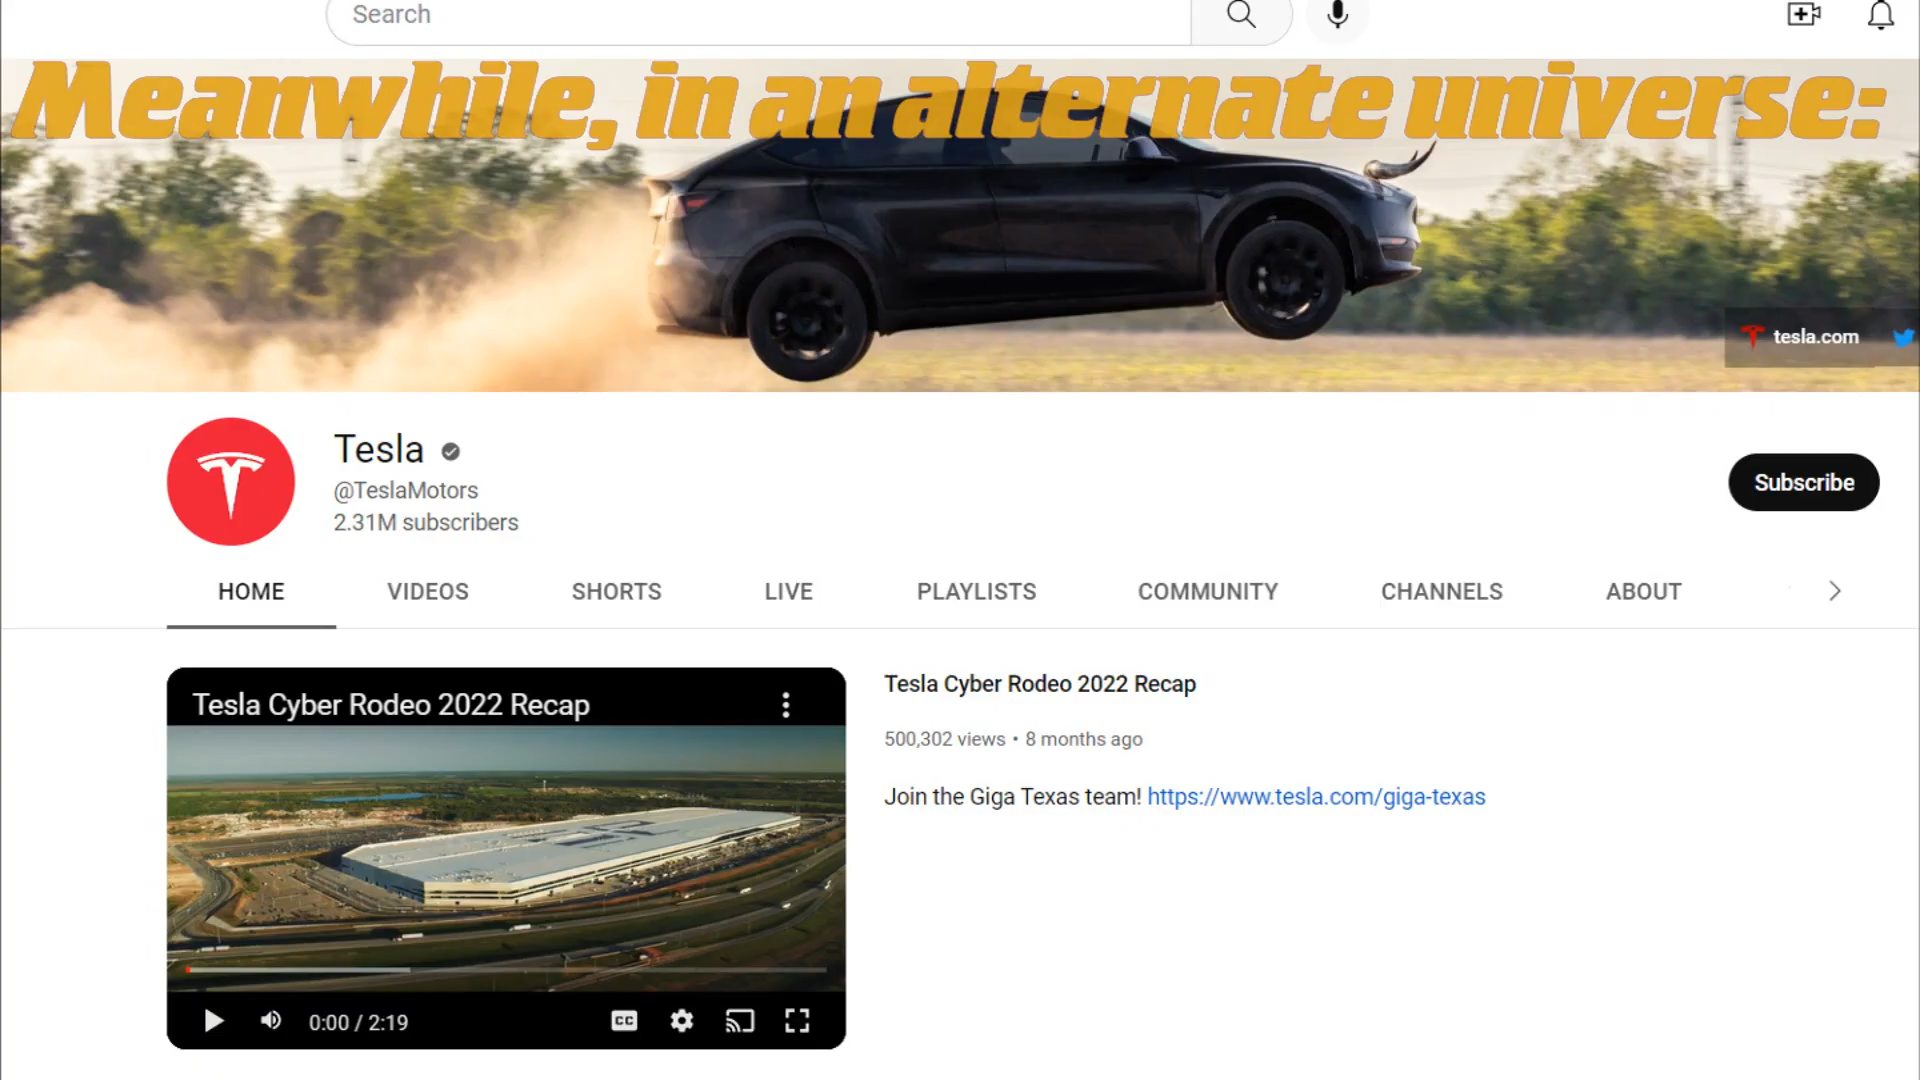 Search
Meanwhile, in an alternate universe:
tesla.com
Tesla
@TeslaMotors
2.31M subscribers
Subscribe
HOME VIDEOS SHORTS LIVE PLAYLISTS COMMUNITY CHANNELS ABOUT
Tesla Cyber Rodeo 2022 Recap
Tesla Cyber Rodeo 2022 Recap
500,302 views • 8 months ago
Join the Giga Texas team! https://www.tesla.com/giga-texas
0:00 / 2:19
CC